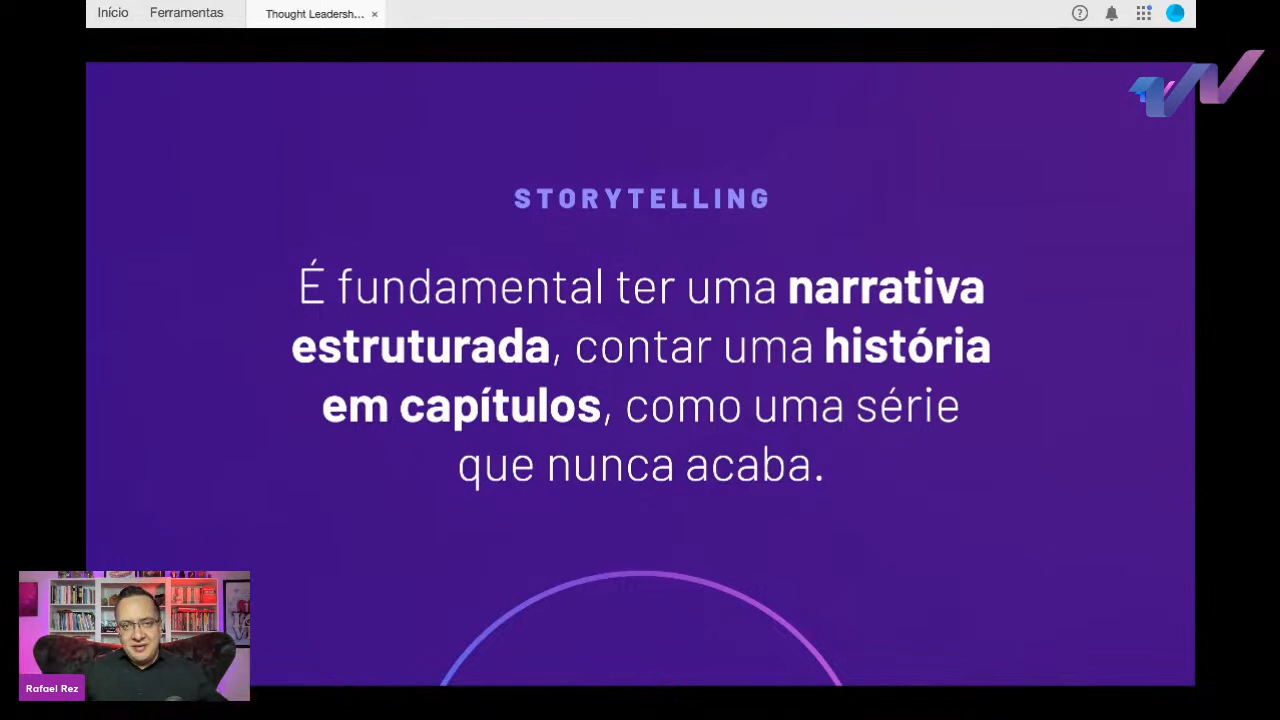 Início Ferramentas Thought Leadersh... ×
STORYTELLING
É fundamental ter uma narrativa
estruturada, contar uma história
em capítulos, como uma série
que nunca acaba.
Rafael Rez